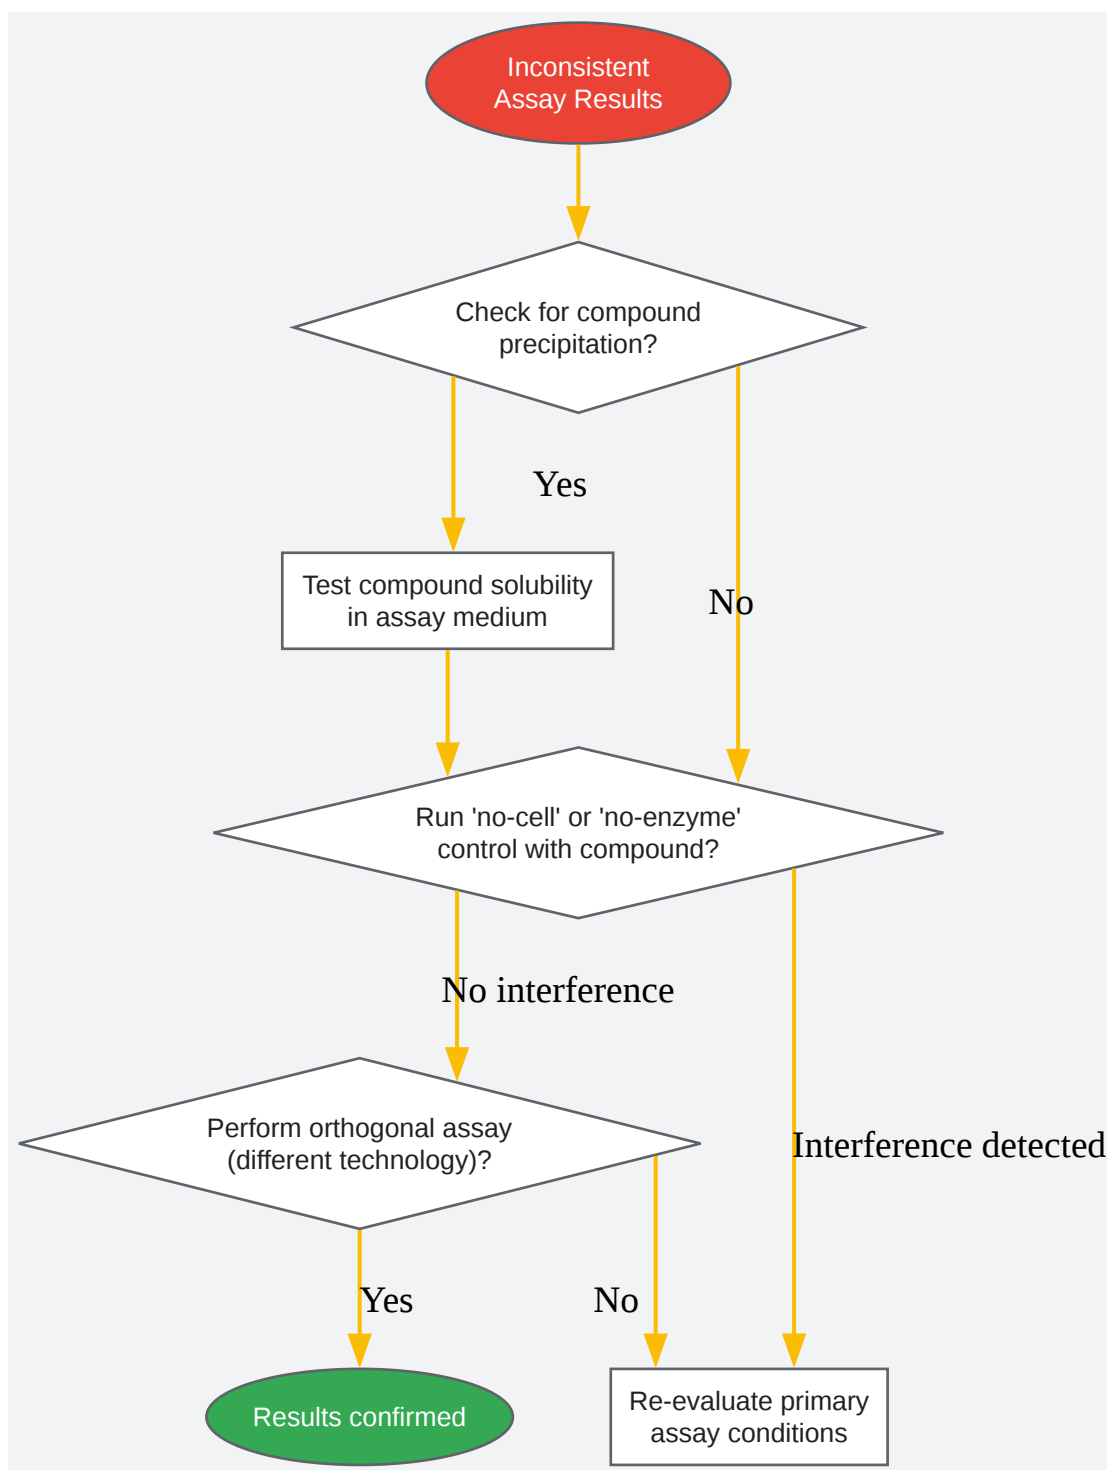 Inconsistent
Assay Results
Check for compound
precipitation?
Yes
Test compound solubility
in assay medium
No
Run 'no-cell' or 'no-enzyme'
control with compound?
No interference
Perform orthogonal assay
(different technology)?
Interference detected
Yes
No
Results confirmed
Re-evaluate primary
assay conditions